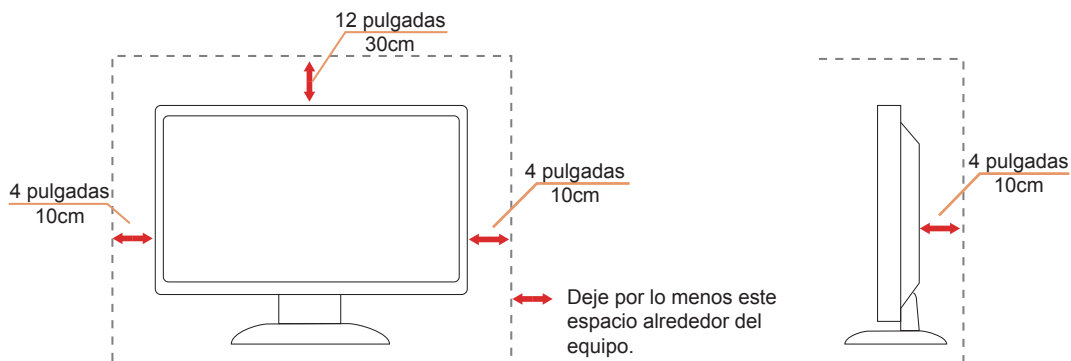 12 pulgadas
30cm
4 pulgadas
10cm
4 pulgadas
10cm
4 pulgadas
10cm
Deje por lo menos este
espacio alrededor del
equipo.